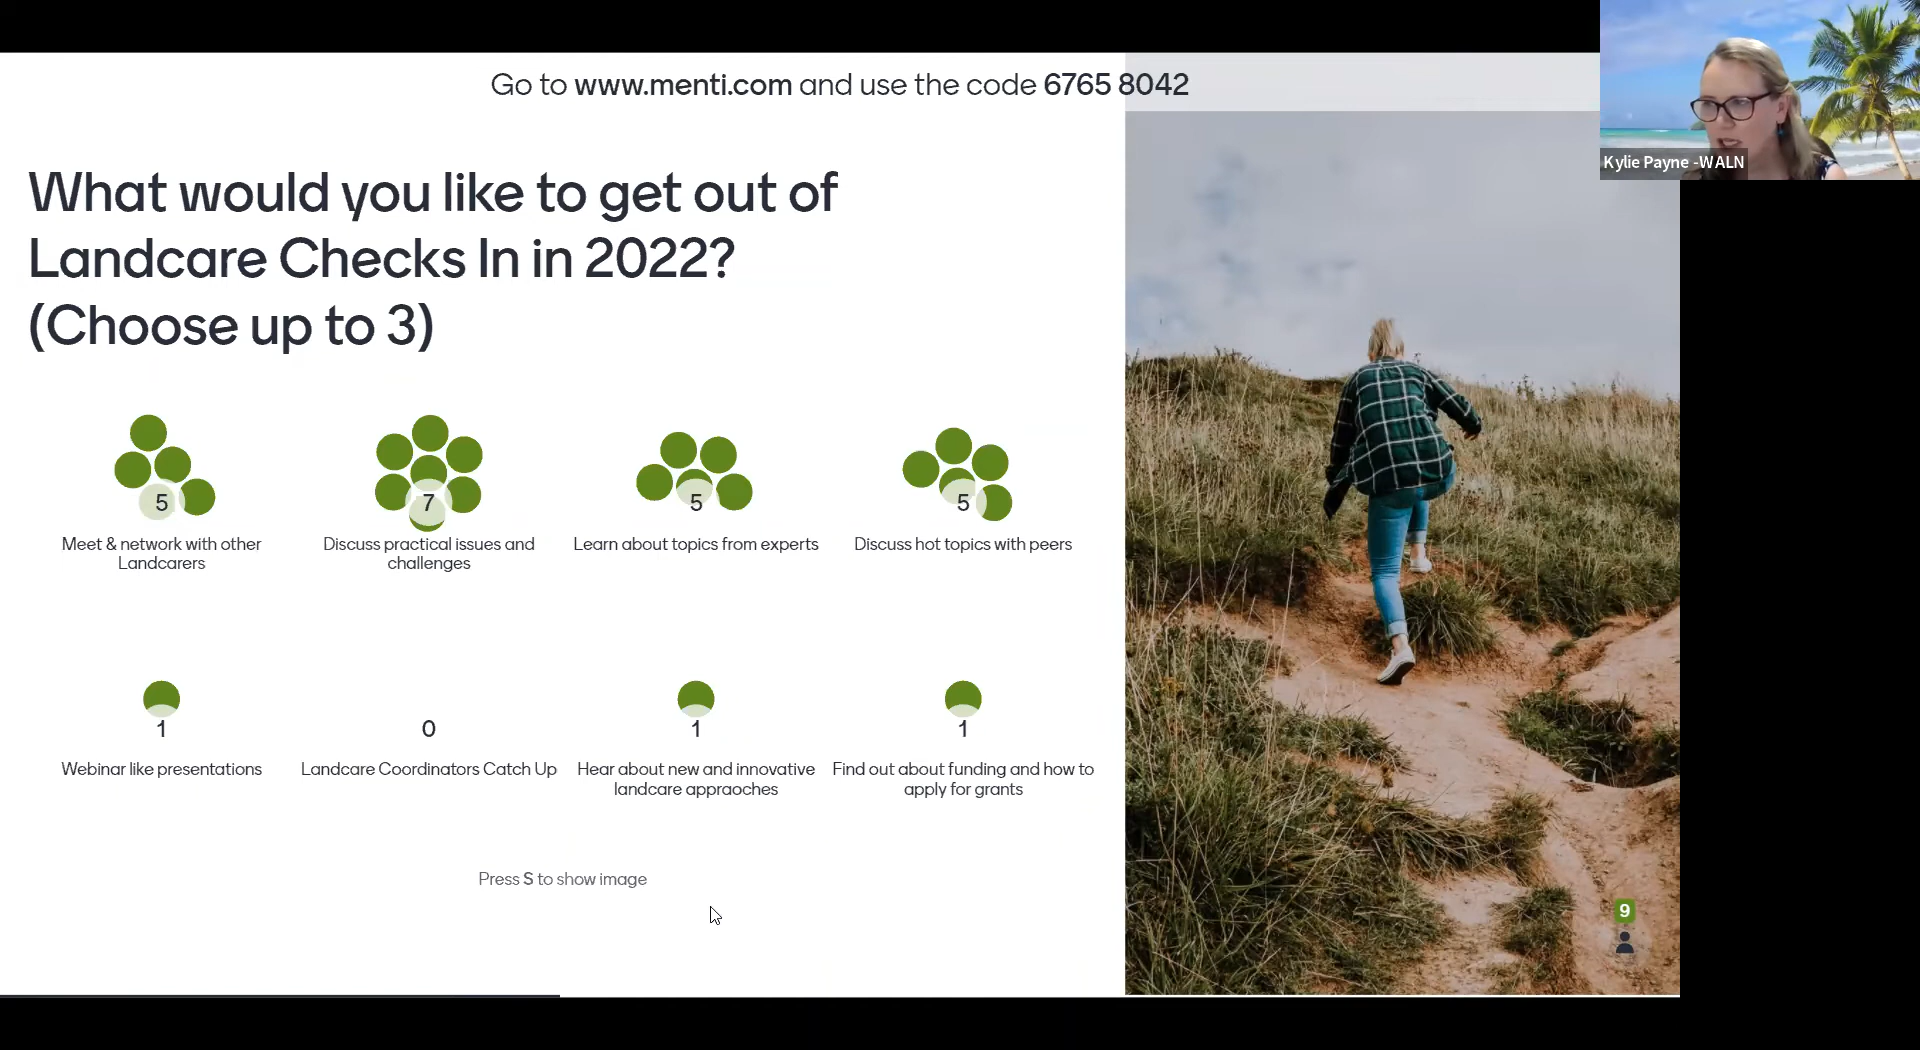 Go to www.menti.com and use the code 6765 8042
Kylie Payne -WALN
What would you like to get out of
Landcare Checks In in 2022?
(Choose up to 3)
5
7
5
5
Meet & network with other
Landcarers
Discuss practical issues and
challenges
Learn about topics from experts
Discuss hot topics with peers
1
0
1
1
Webinar like presentations
Landcare Coordinators Catch Up
Hear about new and innovative
landcare appraoches
Find out about funding and how to
apply for grants
Press S to show image
9